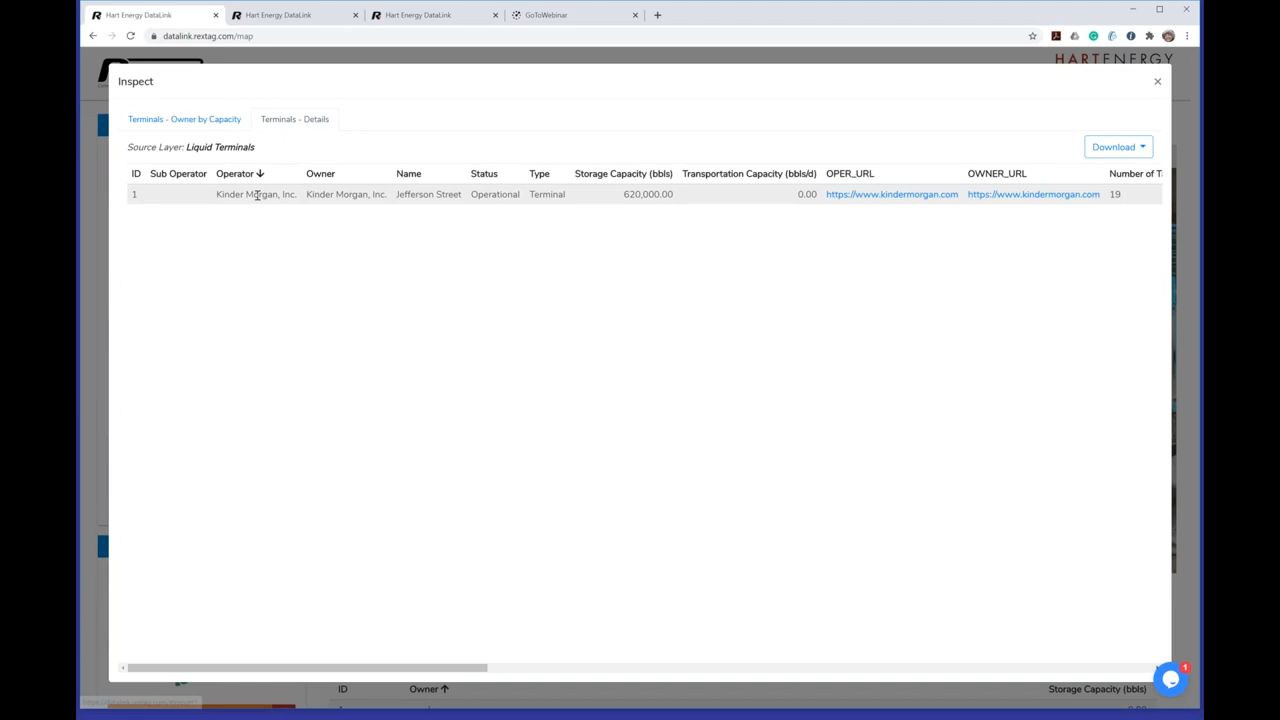 Hart Energy DataLink
Hart Energy DataLink
Hart Energy DataLink
GoToWebinar
datalink.rextag.com/map
HARTENERGY
Inspect
Terminals - Owner by Capacity
Terminals - Details
Source Layer: Liquid Terminals
Download
ID Sub Operator Operator Owner Name Status Type Storage Capacity (bbls) Transportation Capacity (bbls/d) OPER_URL OWNER_URL Number of T
1 Kinder Morgan, Inc. Kinder Morgan, Inc. Jefferson Street Operational Terminal 620,000.00 0.00 https://www.kindermorgan.com https://www.kindermorgan.com 19
1
ID Owner Storage Capacity (bbls)